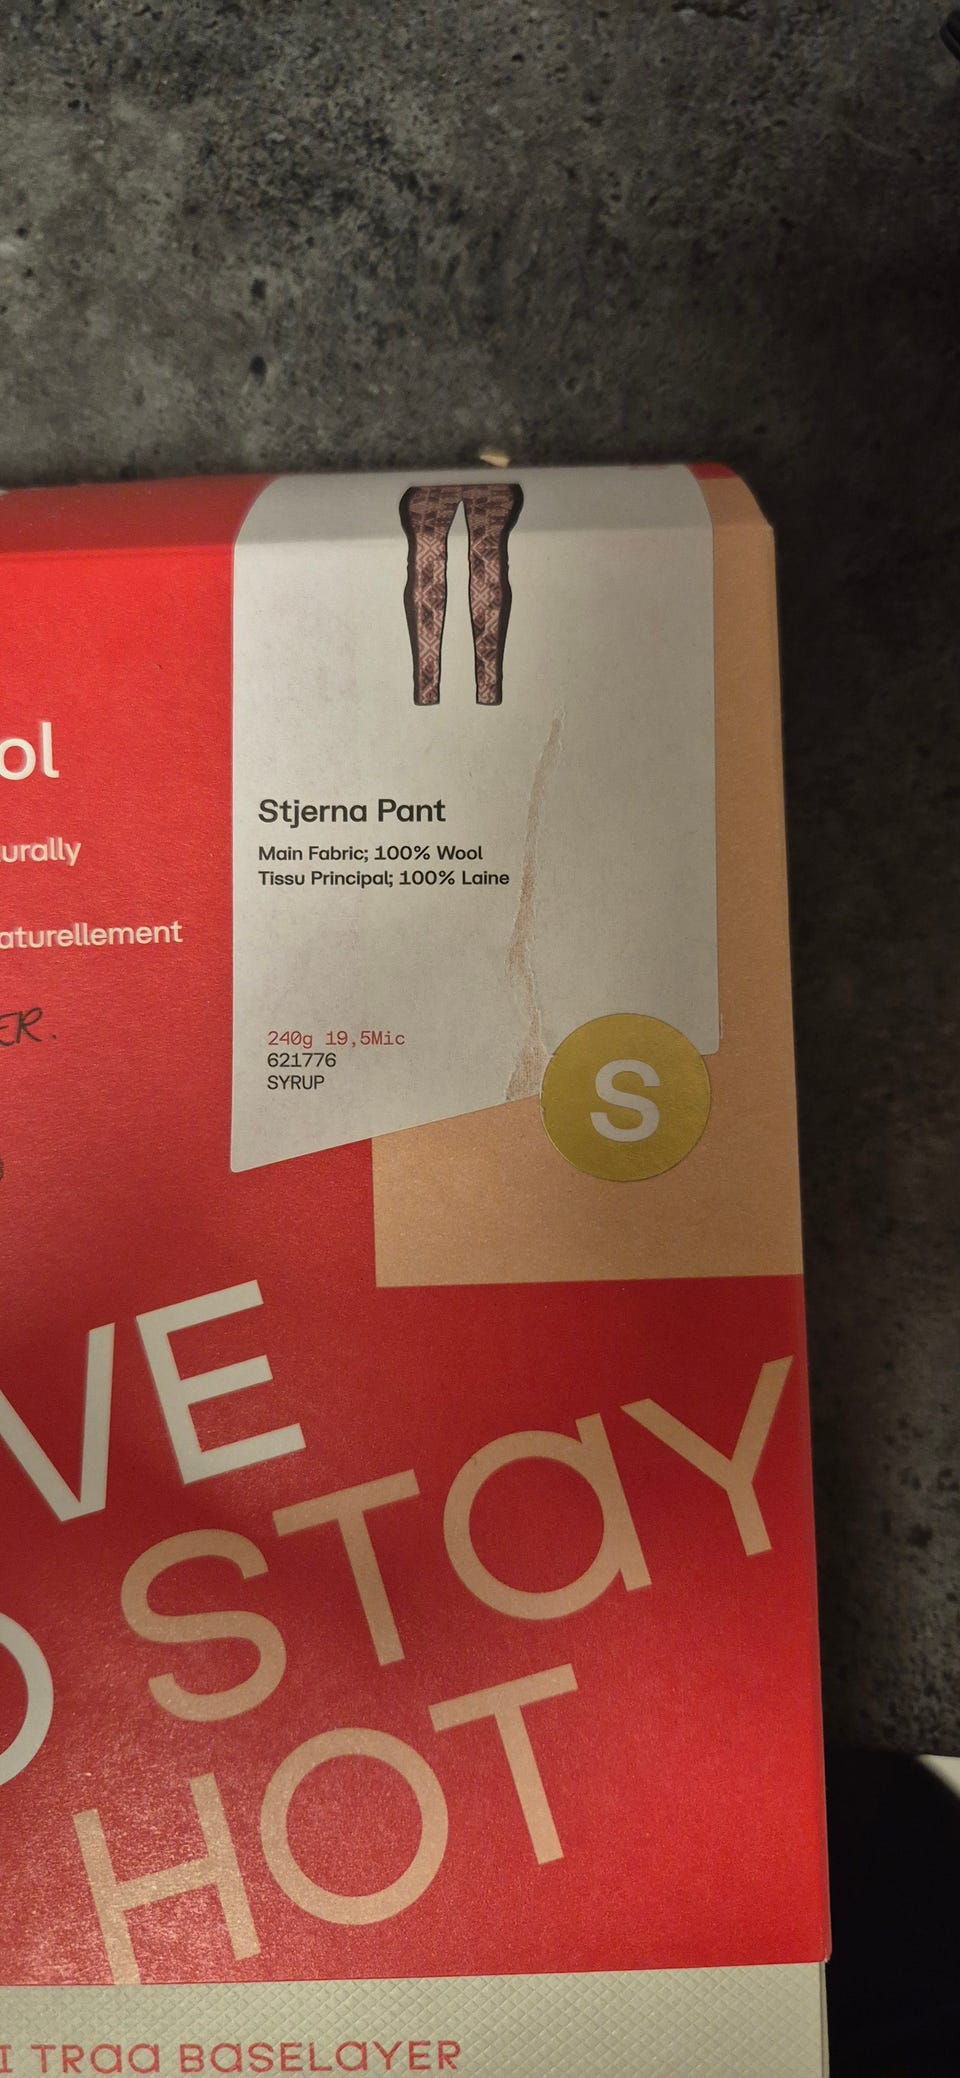 ol
urally
aturellement
ER.
Stjerna Pant
Main Fabric; 100% Wool
Tissu Principal; 100% Laine
240g 19,5Mic
621776
SYRUP
S
VE
O STAY
HOT
I TRAA BASELAYER